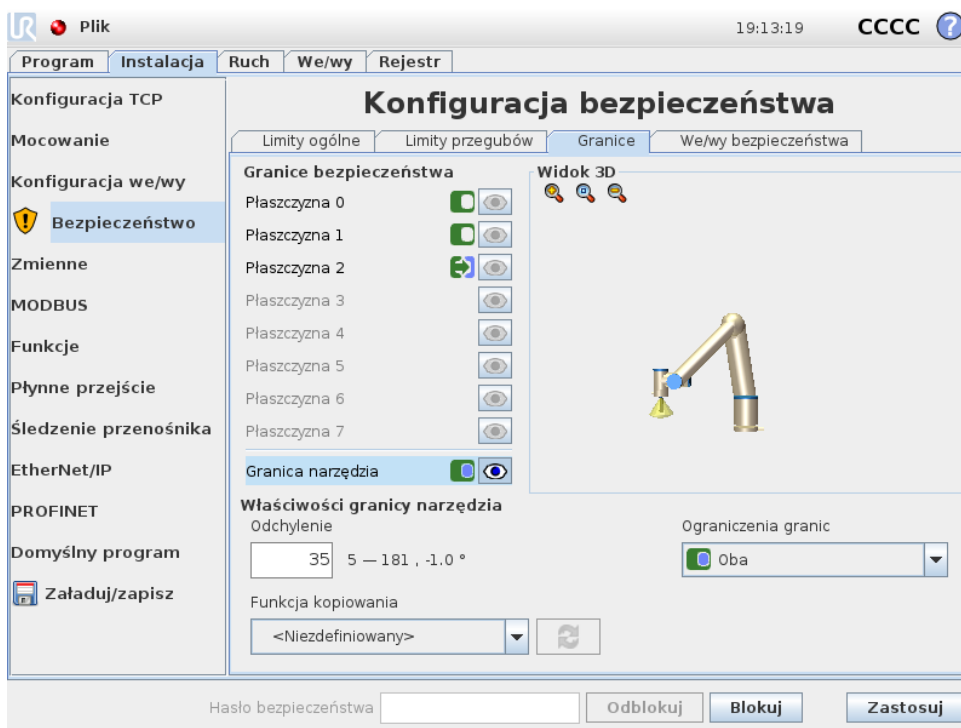 UR Plik 19:13:19 CCCC ?
Program Instalacja Ruch We/wy Rejestr
Konfiguracja TCP
Mocowanie
Konfiguracja we/wy
Bezpieczeństwo
Zmienne
MODBUS
Funkcje
Płynne przejście
Śledzenie przenośnika
EtherNet/IP
PROFINET
Domyślny program
Załaduj/zapisz
Konfiguracja bezpieczeństwa
Limity ogólne Limity przegubów Granice We/wy bezpieczeństwa
Granice bezpieczeństwa
Płaszczyzna 0
Płaszczyzna 1
Płaszczyzna 2
Płaszczyzna 3
Płaszczyzna 4
Płaszczyzna 5
Płaszczyzna 6
Płaszczyzna 7
Granica narzędzia
Widok 3D
Właściwości granicy narzędzia
Odchylenie
35 5 — 181 , -1.0 °
Ograniczenia granic
Oba
Funkcja kopiowania
<Niezdefiniowany>
Hasło bezpieczeństwa Odblokuj Blokuj Zastosuj